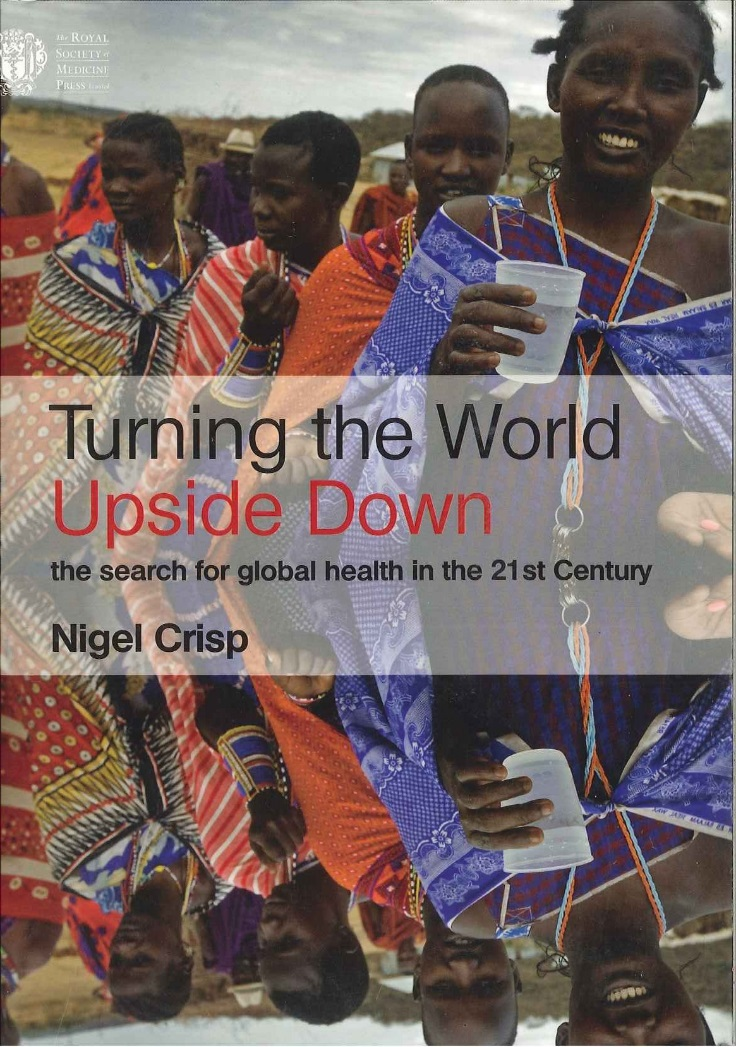 The ROYAL
SOCIETY of
MEDICINE
PRESS Limited
Turning the World
Upside Down
the search for global health in the 21st Century
Nigel Crisp